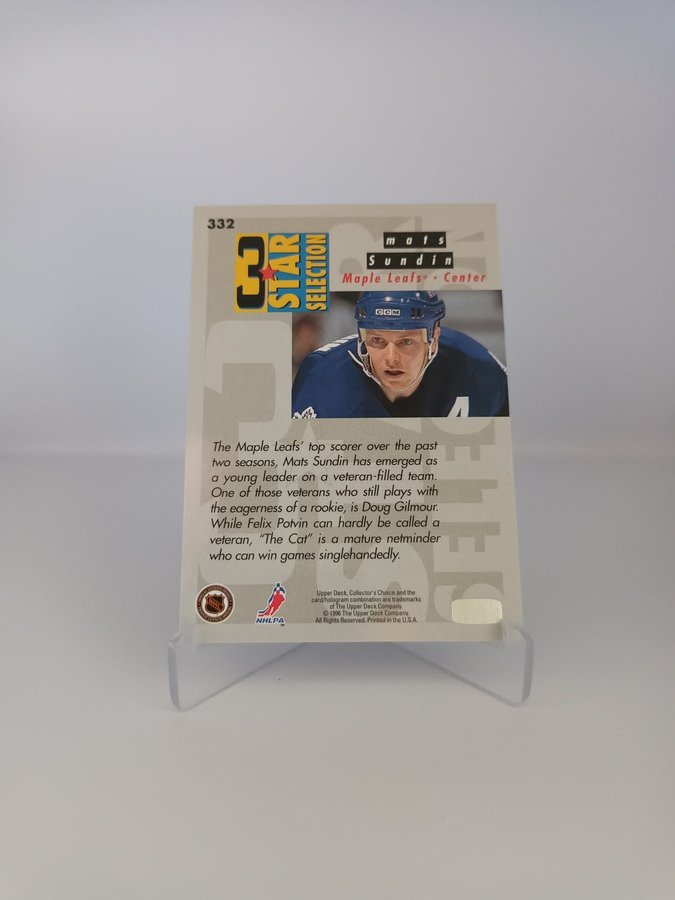 332
3 STAR
SELECTION
mats
Sundin
Maple Leafs™ • Center
CCM
A
The Maple Leafs' top scorer over the past
two seasons, Mats Sundin has emerged as
a young leader on a veteran-filled team.
One of those veterans who still plays with
the eagerness of a rookie, is Doug Gilmour.
While Felix Potvin can hardly be called a
veteran, "The Cat" is a mature netminder
who can win games singlehandedly.
NHLPA
Upper Deck, Collector's Choice and the
card/hologram combination are trademarks
of The Upper Deck Company.
© 1996 The Upper Deck Company.
All Rights Reserved. Printed in the U.S.A.